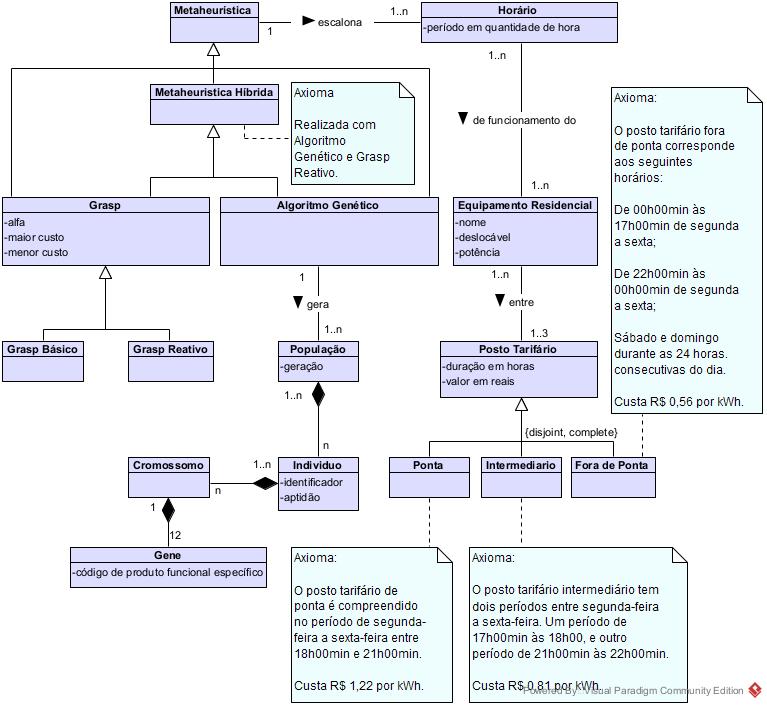 Metaheurística
1
escalona
1..n
Horário
-período em quantidade de hora
1..n
de funcionamento do
1..n
Metaheuristica Híbrida
Axioma
Realizada com
Algoritmo
Genético e Grasp
Reativo.
Axioma:
O posto tarifário fora
de ponta corresponde
aos seguintes
horários:
De 00h00min às
17h00min de segunda
a sexta;
De 22h00min às
00h00min de segunda
a sexta;
Sábado e domingo
durante as 24 horas.
consecutivas do dia.
Custa R$ 0,56 por kWh.
Grasp
-alfa
-maior custo
-menor custo
Algoritmo Genético
Equipamento Residencial
-nome
-deslocável
-potência
1
gera
1..n
1..n
entre
1..3
Grasp Básico
Grasp Reativo
População
-geração
Posto Tarifário
-duração em horas
-valor em reais
1..n
n
{disjoint, complete}
Cromossomo
n
1..n
Individuo
-identificador
-aptidão
Ponta
Intermediario
Fora de Ponta
1
12
Gene
-código de produto funcional específico
Axioma:
O posto tarifário de
ponta é compreendido
no período de segunda-
feira a sexta-feira entre
18h00min e 21h00min.
Custa R$ 1,22 por kWh.
Axioma:
O posto tarifário intermediário tem
dois períodos entre segunda-feira
a sexta-feira. Um período de
17h00min às 18h00, e outro
período de 21h00min às 22h00min.
Custa R$ 0,81 por kWh.
Powered By Visual Paradigm Community Edition